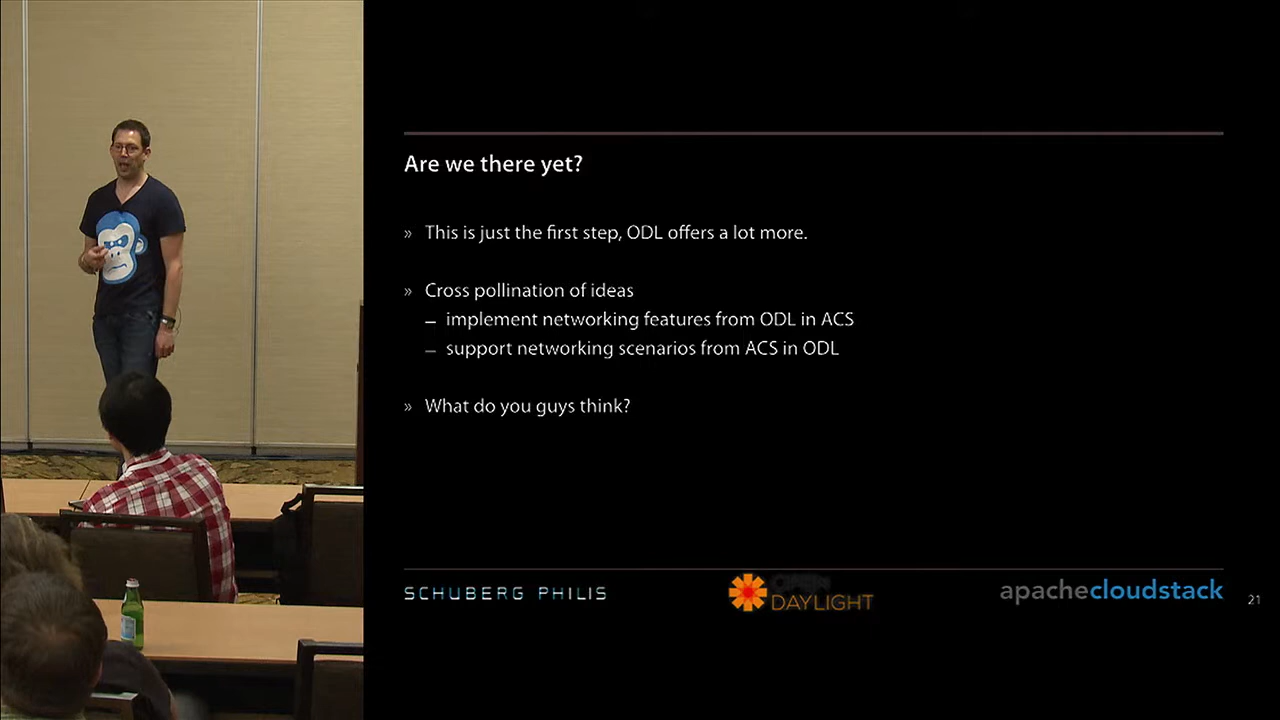 Are we there yet?
» This is just the first step, ODL offers a lot more.
» Cross pollination of ideas
– implement networking features from ODL in ACS
– support networking scenarios from ACS in ODL
» What do you guys think?
SCHUBERG PHILIS
OPEN
DAYLIGHT
apachecloudstack
21